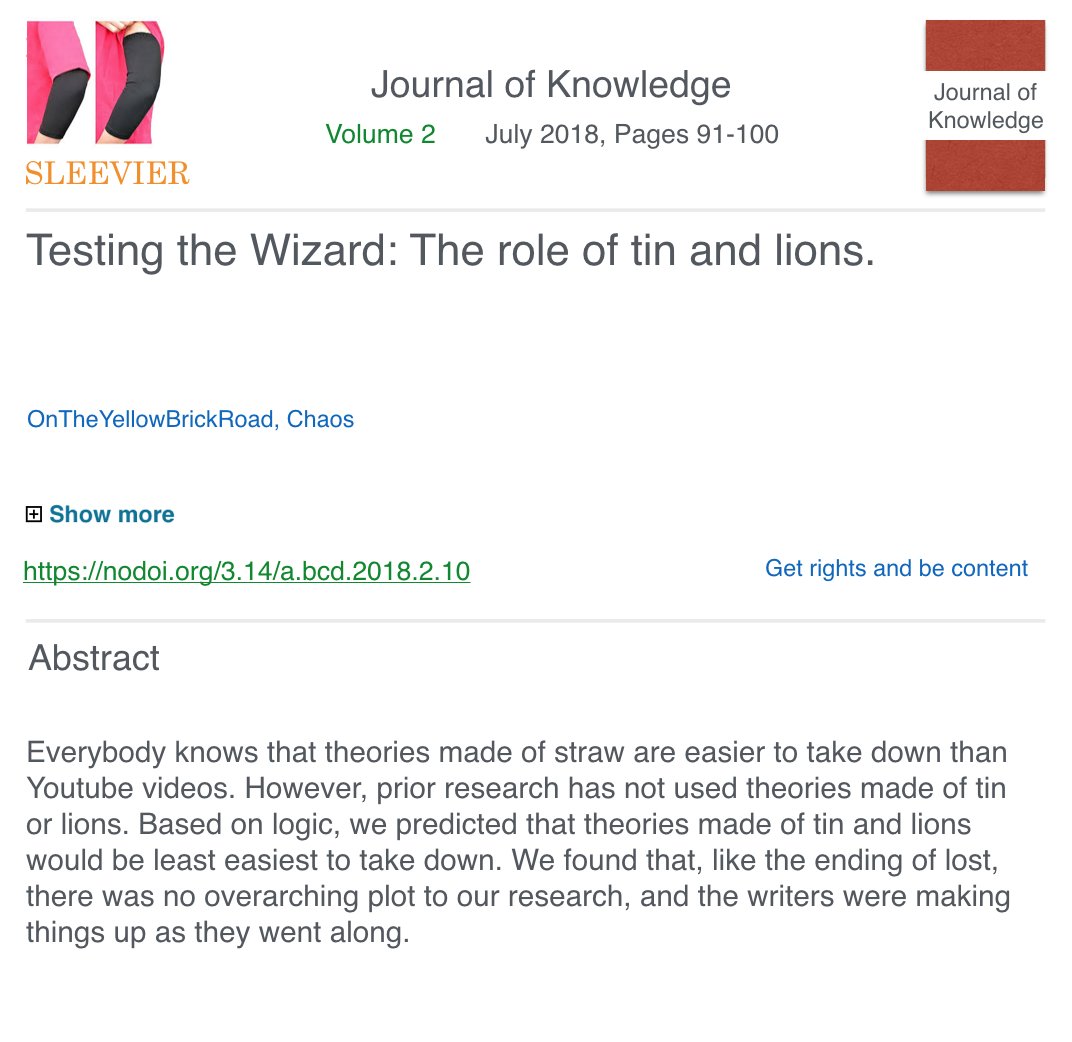 Journal of Knowledge
Volume 2 July 2018, Pages 91-100
Journal of
Knowledge
SLEEVIER
Testing the Wizard: The role of tin and lions.
OnTheYellowBrickRoad, Chaos
Show more
https://nodoi.org/3.14/a.bcd.2018.2.10
Get rights and be content
Abstract
Everybody knows that theories made of straw are easier to take down than
Youtube videos. However, prior research has not used theories made of tin
or lions. Based on logic, we predicted that theories made of tin and lions
would be least easiest to take down. We found that, like the ending of lost,
there was no overarching plot to our research, and the writers were making
things up as they went along.